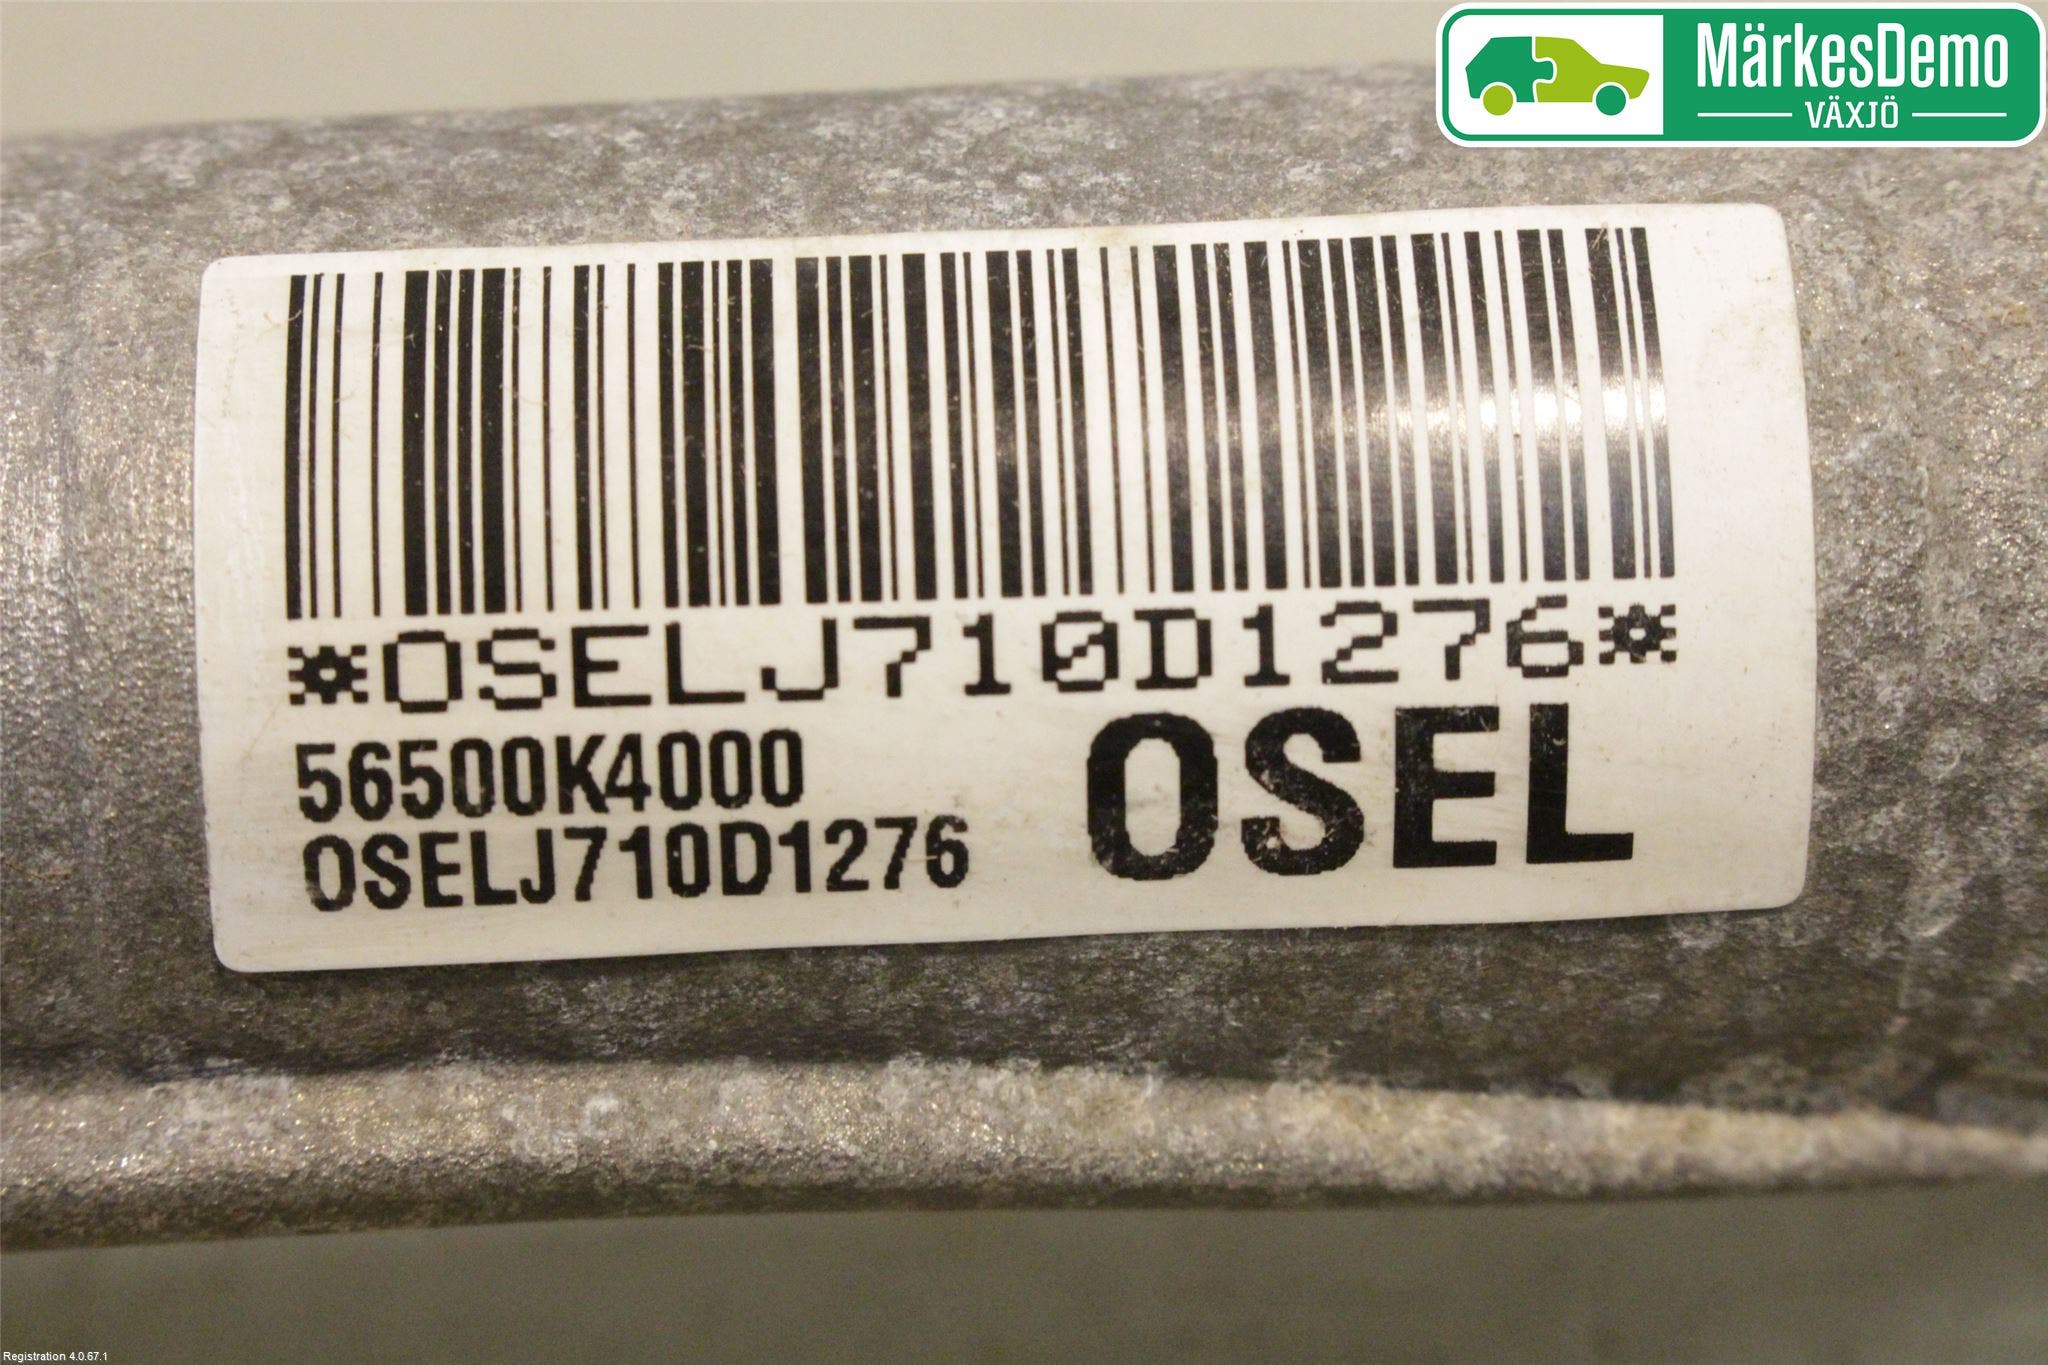 MärkesDemo
VÄXJÖ
*OSELJ710D1276*
56500K4000
OSELJ710D1276
OSEL
Registration 4.0.67.1